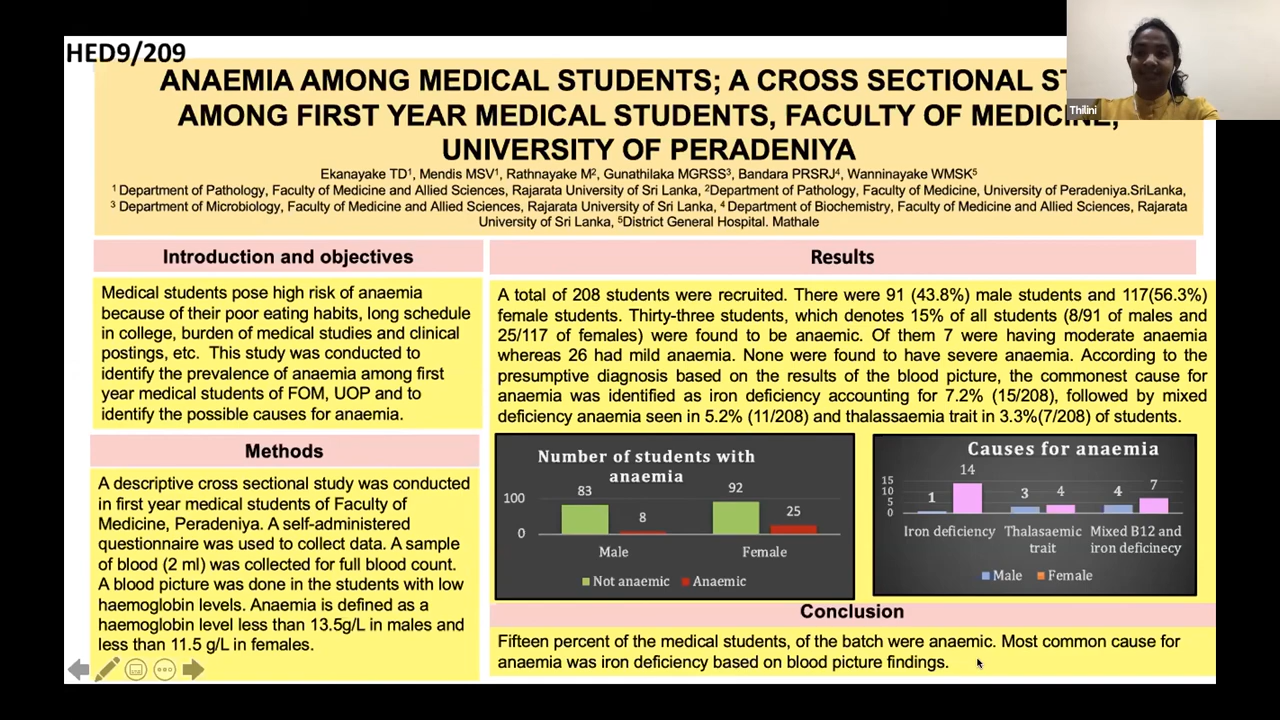 HED9/209
ANAEMIA AMONG MEDICAL STUDENTS; A CROSS SECTIONAL ST
AMONG FIRST YEAR MEDICAL STUDENTS, FACULTY OF MEDICINE,
UNIVERSITY OF PERADENIYA
Thilini
Ekanayake TD¹, Mendis MSV¹, Rathnayake M², Gunathilaka MGRSS³, Bandara PRSRJ⁴, Wanninayake WMSK⁵
¹ Department of Pathology, Faculty of Medicine and Allied Sciences, Rajarata University of Sri Lanka, ²Department of Pathology, Faculty of Medicine, University of Peradeniya.SriLanka,
³ Department of Microbiology, Faculty of Medicine and Allied Sciences, Rajarata University of Sri Lanka, ⁴ Department of Biochemistry, Faculty of Medicine and Allied Sciences, Rajarata
University of Sri Lanka, ⁵District General Hospital. Mathale
Introduction and objectives
Medical students pose high risk of anaemia
because of their poor eating habits, long schedule
in college, burden of medical studies and clinical
postings, etc. This study was conducted to
identify the prevalence of anaemia among first
year medical students of FOM, UOP and to
identify the possible causes for anaemia.
Methods
A descriptive cross sectional study was conducted
in first year medical students of Faculty of
Medicine, Peradeniya. A self-administered
questionnaire was used to collect data. A sample
of blood (2 ml) was collected for full blood count.
A blood picture was done in the students with low
haemoglobin levels. Anaemia is defined as a
haemoglobin level less than 13.5g/L in males and
less than 11.5 g/L in females.
Results
A total of 208 students were recruited. There were 91 (43.8%) male students and 117(56.3%)
female students. Thirty-three students, which denotes 15% of all students (8/91 of males and
25/117 of females) were found to be anaemic. Of them 7 were having moderate anaemia
whereas 26 had mild anaemia. None were found to have severe anaemia. According to the
presumptive diagnosis based on the results of the blood picture, the commonest cause for
anaemia was identified as iron deficiency accounting for 7.2% (15/208), followed by mixed
deficiency anaemia seen in 5.2% (11/208) and thalassaemia trait in 3.3%(7/208) of students.
Number of students with
anaemia
83
92
100
8
25
0
Male
Female
Not anaemic
Anaemic
Causes for anaemia
14
15
10
5
0
1
3
4
4
7
Iron deficiency
Thalasaemic
trait
Mixed B12 and
iron deficinecy
Male
Female
Conclusion
Fifteen percent of the medical students, of the batch were anaemic. Most common cause for
anaemia was iron deficiency based on blood picture findings.